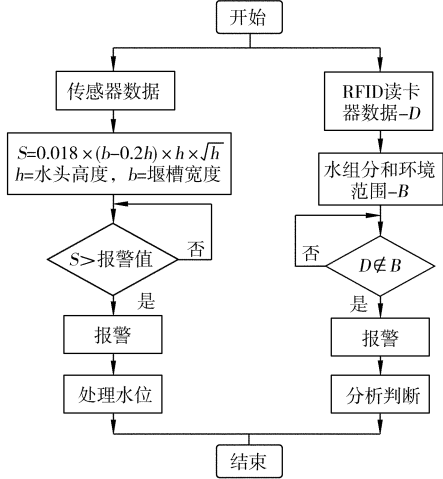 开始
传感器数据
S=0.018×(b-0.2h)×h×√h
h=水头高度，b=堰槽宽度
否
S>报警值
是
报警
处理水位
RFID读卡
器数据-D
水组分和环境
范围-B
否
D∉B
是
报警
分析判断
结束